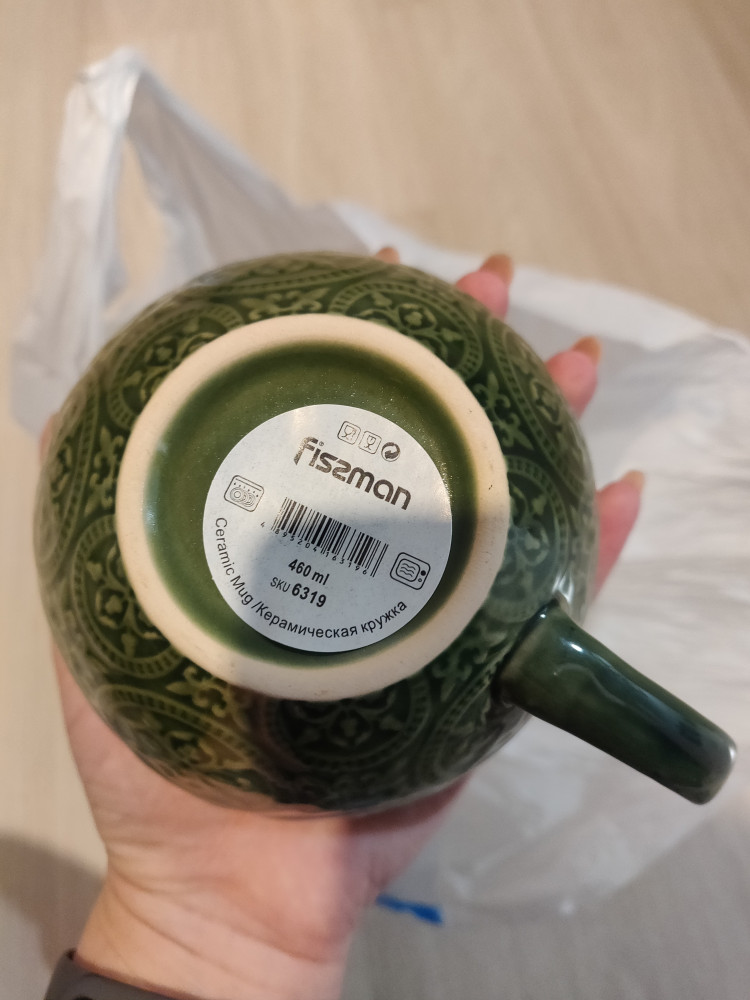 fissman®
460 ml
SKU 6319
Ceramic Mug /Керамическая кружка